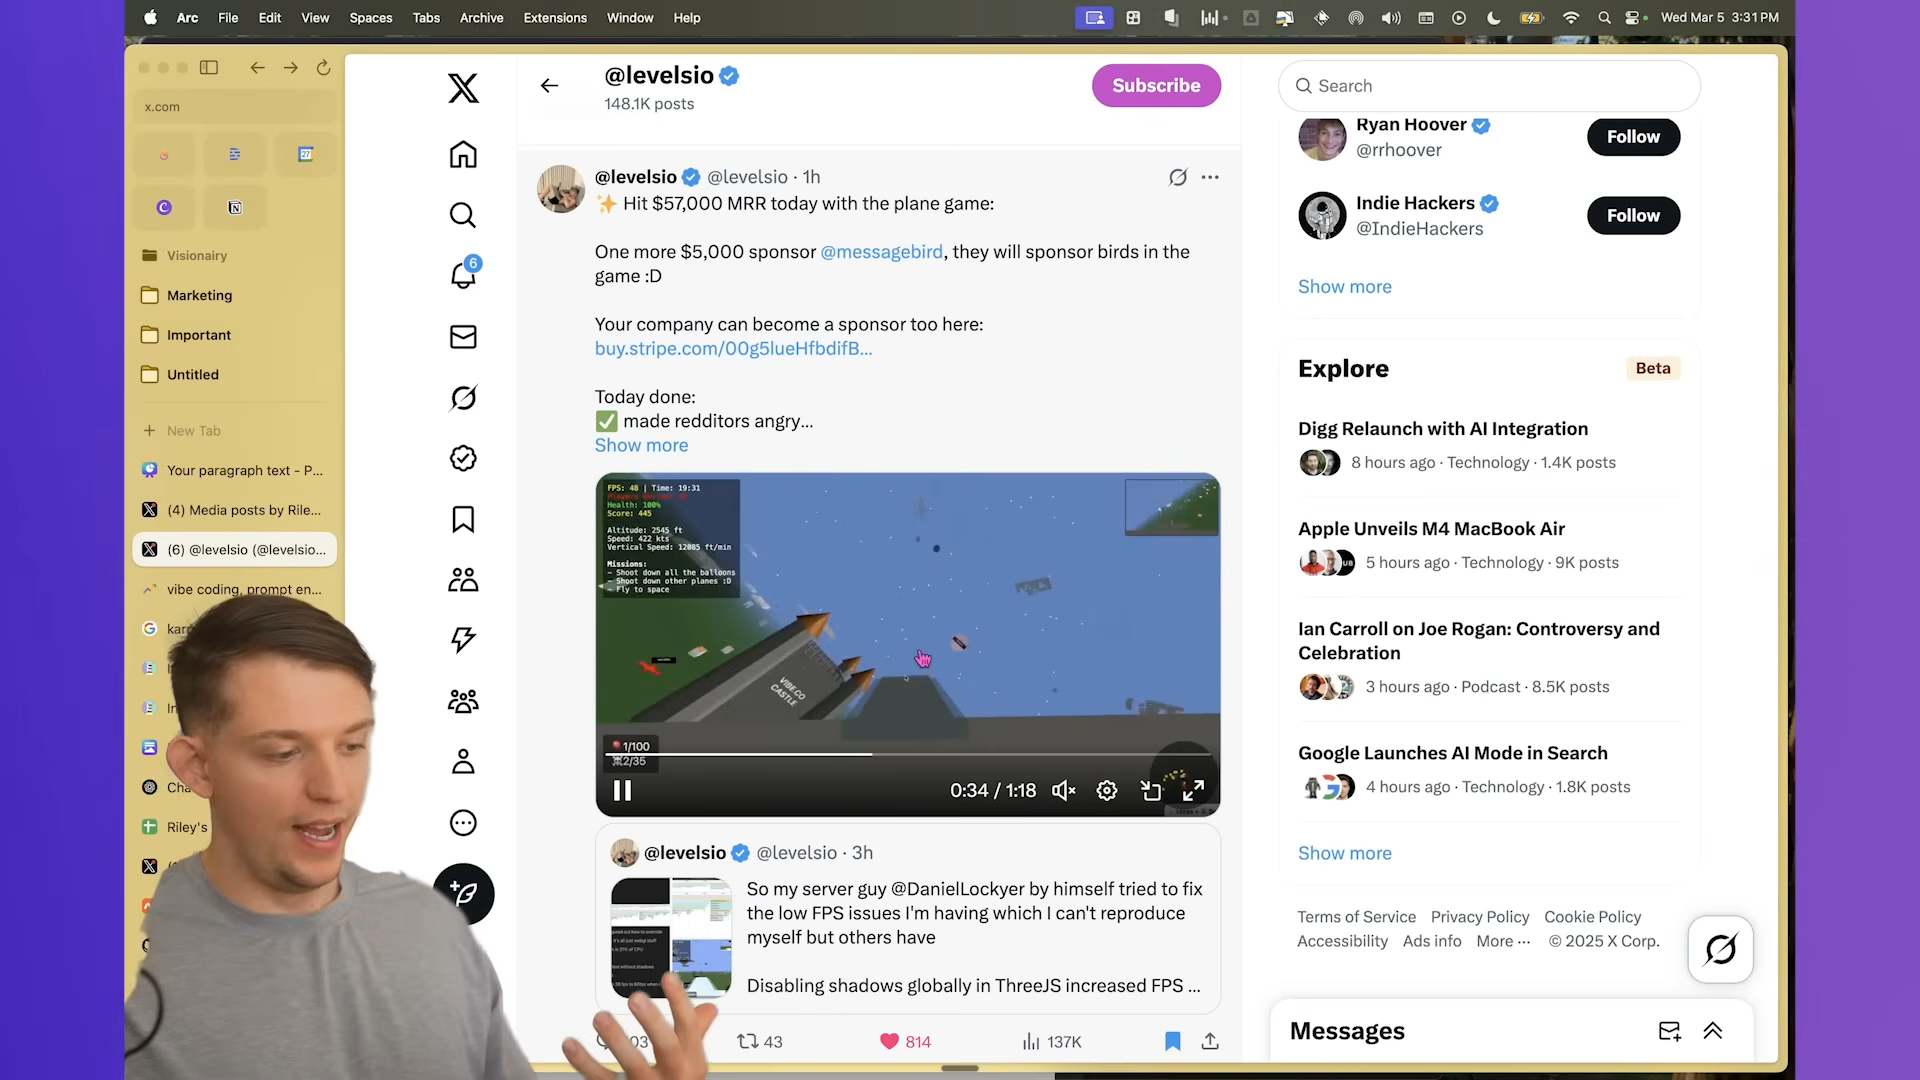 Arc File Edit View Spaces Tabs Archive Extensions Window Help
Wed Mar 5 3:31 PM
x.com
27
Visionairy
Marketing
Important
Untitled
+ New Tab
Your paragraph text - P...
(4) Media posts by Rile...
(6) @levelsio (@levelsio...
vibe coding, prompt en...
Riley's
6
@levelsio
148.1K posts
Subscribe
@levelsio @levelsio · 1h
✨ Hit $57,000 MRR today with the plane game:
One more $5,000 sponsor @messagebird, they will sponsor birds in the
game :D
Your company can become a sponsor too here:
buy.stripe.com/00g5lueHfbdifB...
Today done:
✅ made redditors angry...
Show more
FPS: 48 | Time: 19:31
Health: 100%
Score: 445
Altitude: 2545 ft
Speed: 422 kts
Vertical Speed: 12085 ft/min
Missions:
- Shoot down all the balloons
- Shoot down other planes :D
- Fly to space
VIBE.CO
CASTLE
1/100
2/35
0:34 / 1:18
@levelsio @levelsio · 3h
So my server guy @DanielLockyer by himself tried to fix
the low FPS issues I'm having which I can't reproduce
myself but others have
Disabling shadows globally in ThreeJS increased FPS ...
43
814
137K
Search
Ryan Hoover
@rrhoover
Follow
Indie Hackers
@IndieHackers
Follow
Show more
Explore
Beta
Digg Relaunch with AI Integration
8 hours ago · Technology · 1.4K posts
Apple Unveils M4 MacBook Air
5 hours ago · Technology · 9K posts
Ian Carroll on Joe Rogan: Controversy and
Celebration
3 hours ago · Podcast · 8.5K posts
Google Launches AI Mode in Search
4 hours ago · Technology · 1.8K posts
Show more
Terms of Service Privacy Policy Cookie Policy
Accessibility Ads info More ··· © 2025 X Corp.
Messages